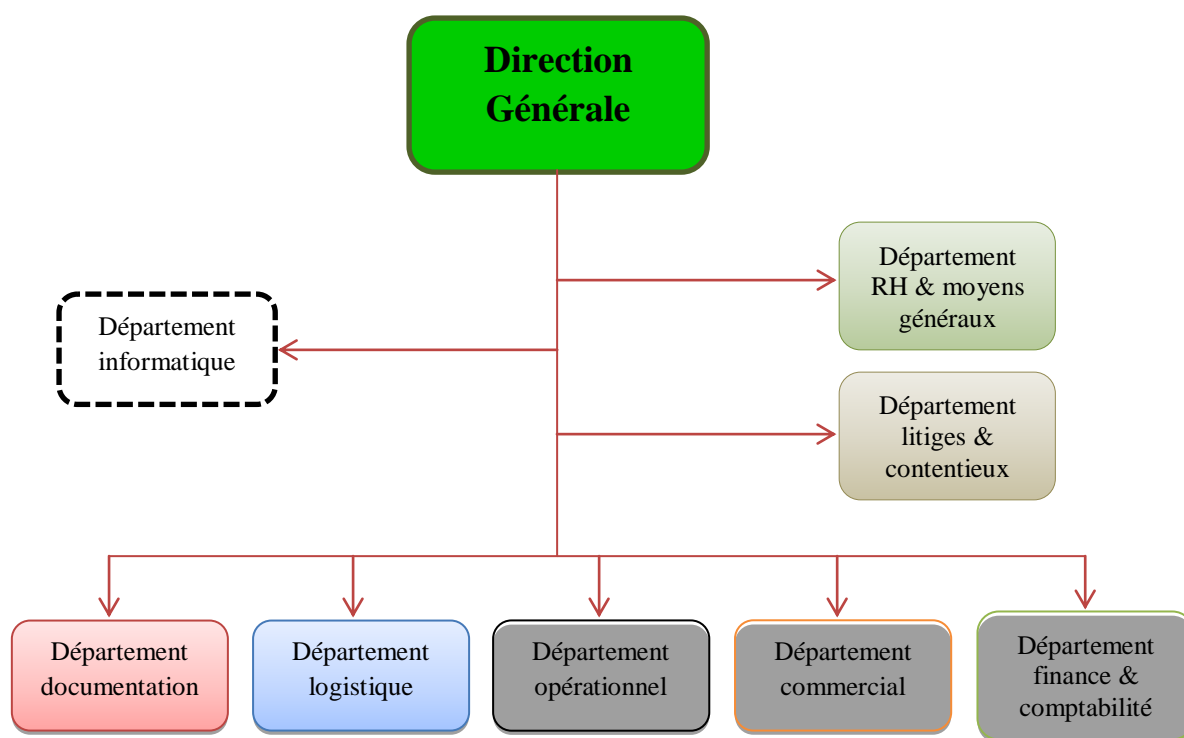 Direction
Générale
Département
RH & moyens
généraux
Département
informatique
Département
litiges &
contentieux
Département
documentation
Département
logistique
Département
opérationnel
Département
commercial
Département
finance &
comptabilité